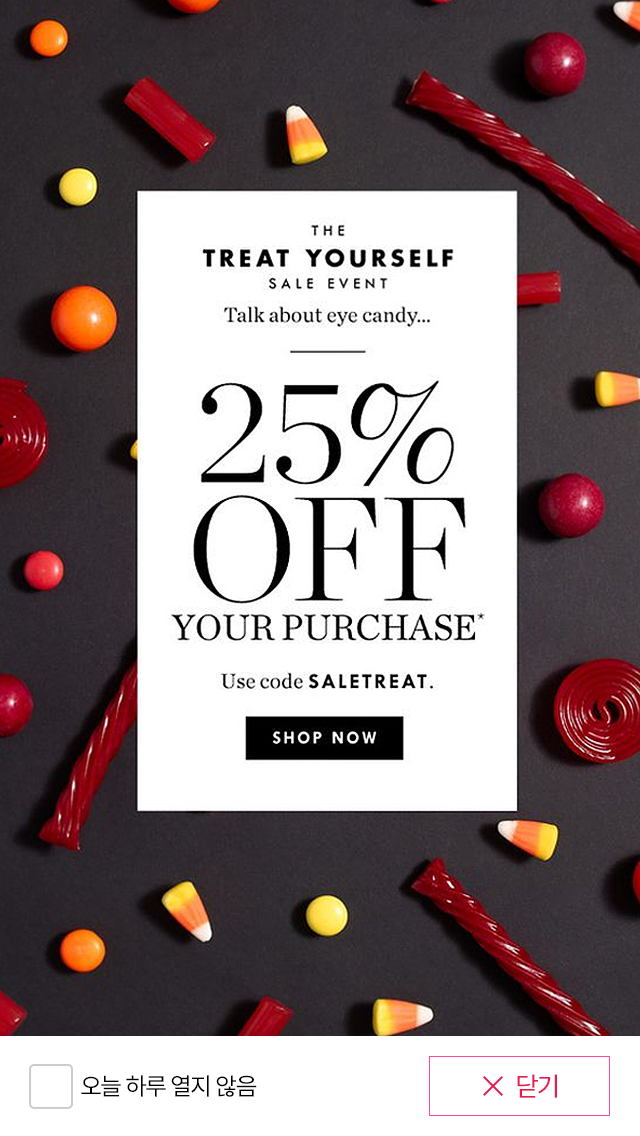 THE
TREAT YOURSELF
SALE EVENT
Talk about eye candy...
25%
OFF
YOUR PURCHASE*
Use code SALETREAT.
SHOP NOW
오늘 하루 열지 않음
닫기